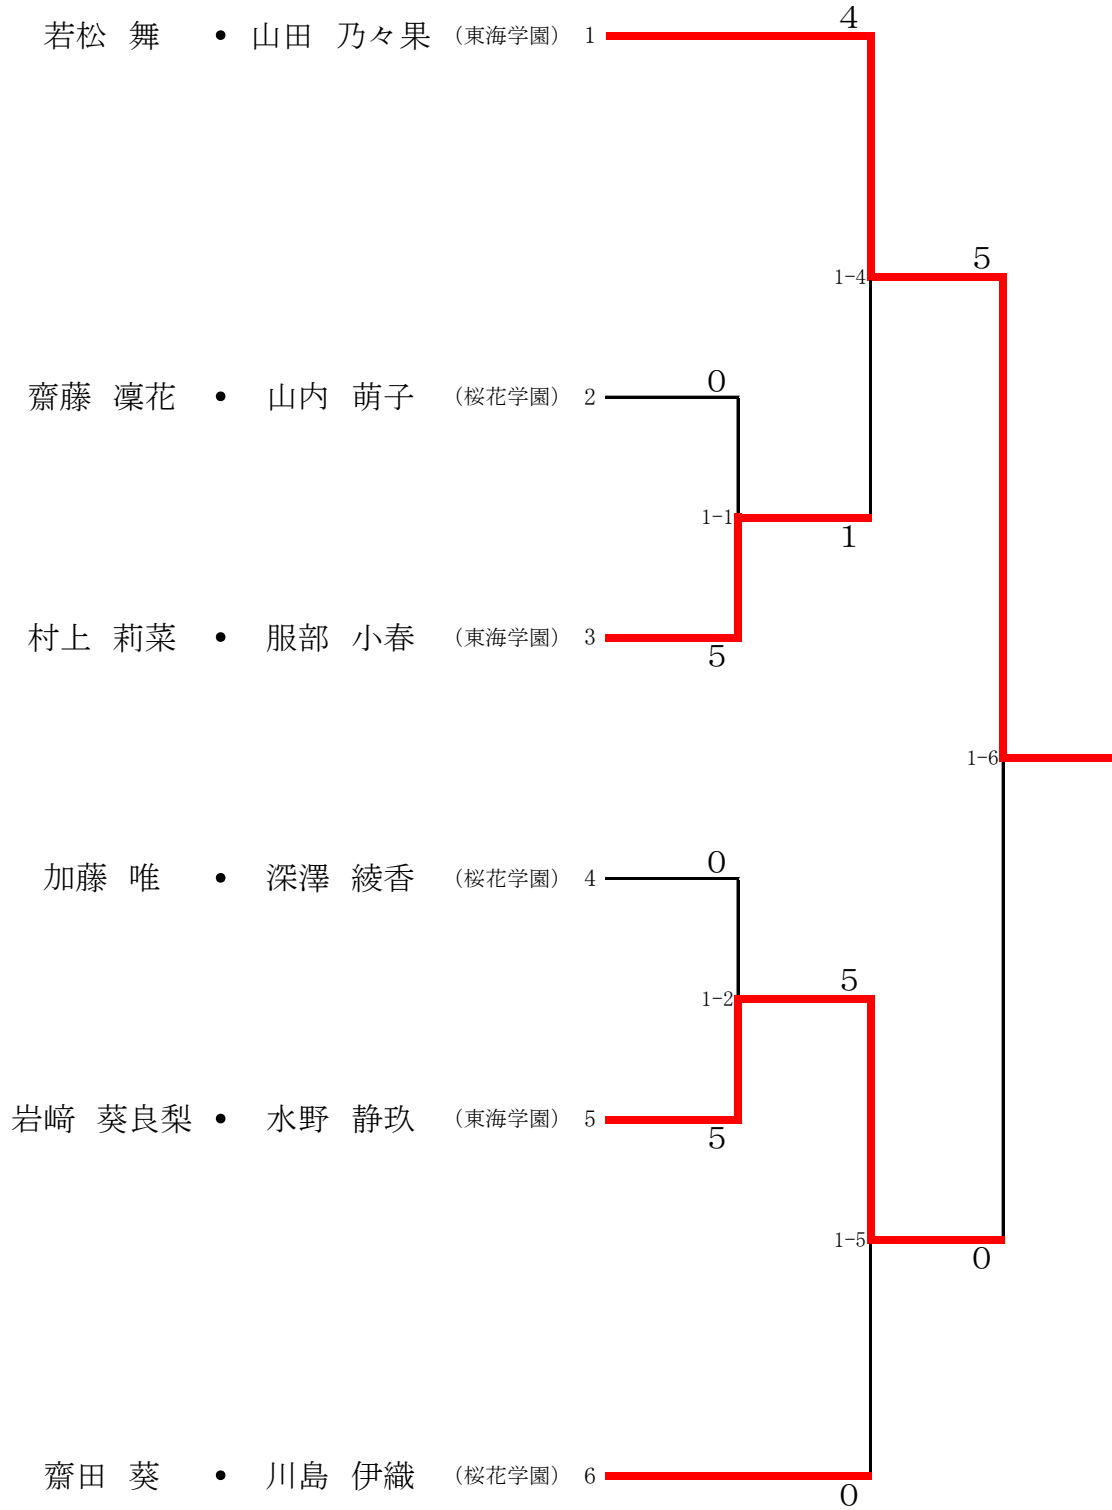 4
若松 舞 • 山田 乃々果 (東海学園) 1
5
1-4
0
齋藤 凜花 • 山内 萌子 (桜花学園) 2
1-1
1
村上 莉菜 • 服部 小春 (東海学園) 3
5
1-6
0
加藤 唯 • 深澤 綾香 (桜花学園) 4
5
1-2
岩﨑 葵良梨 • 水野 静玖 (東海学園) 5
5
1-5
0
齋田 葵 • 川島 伊織 (桜花学園) 6
0